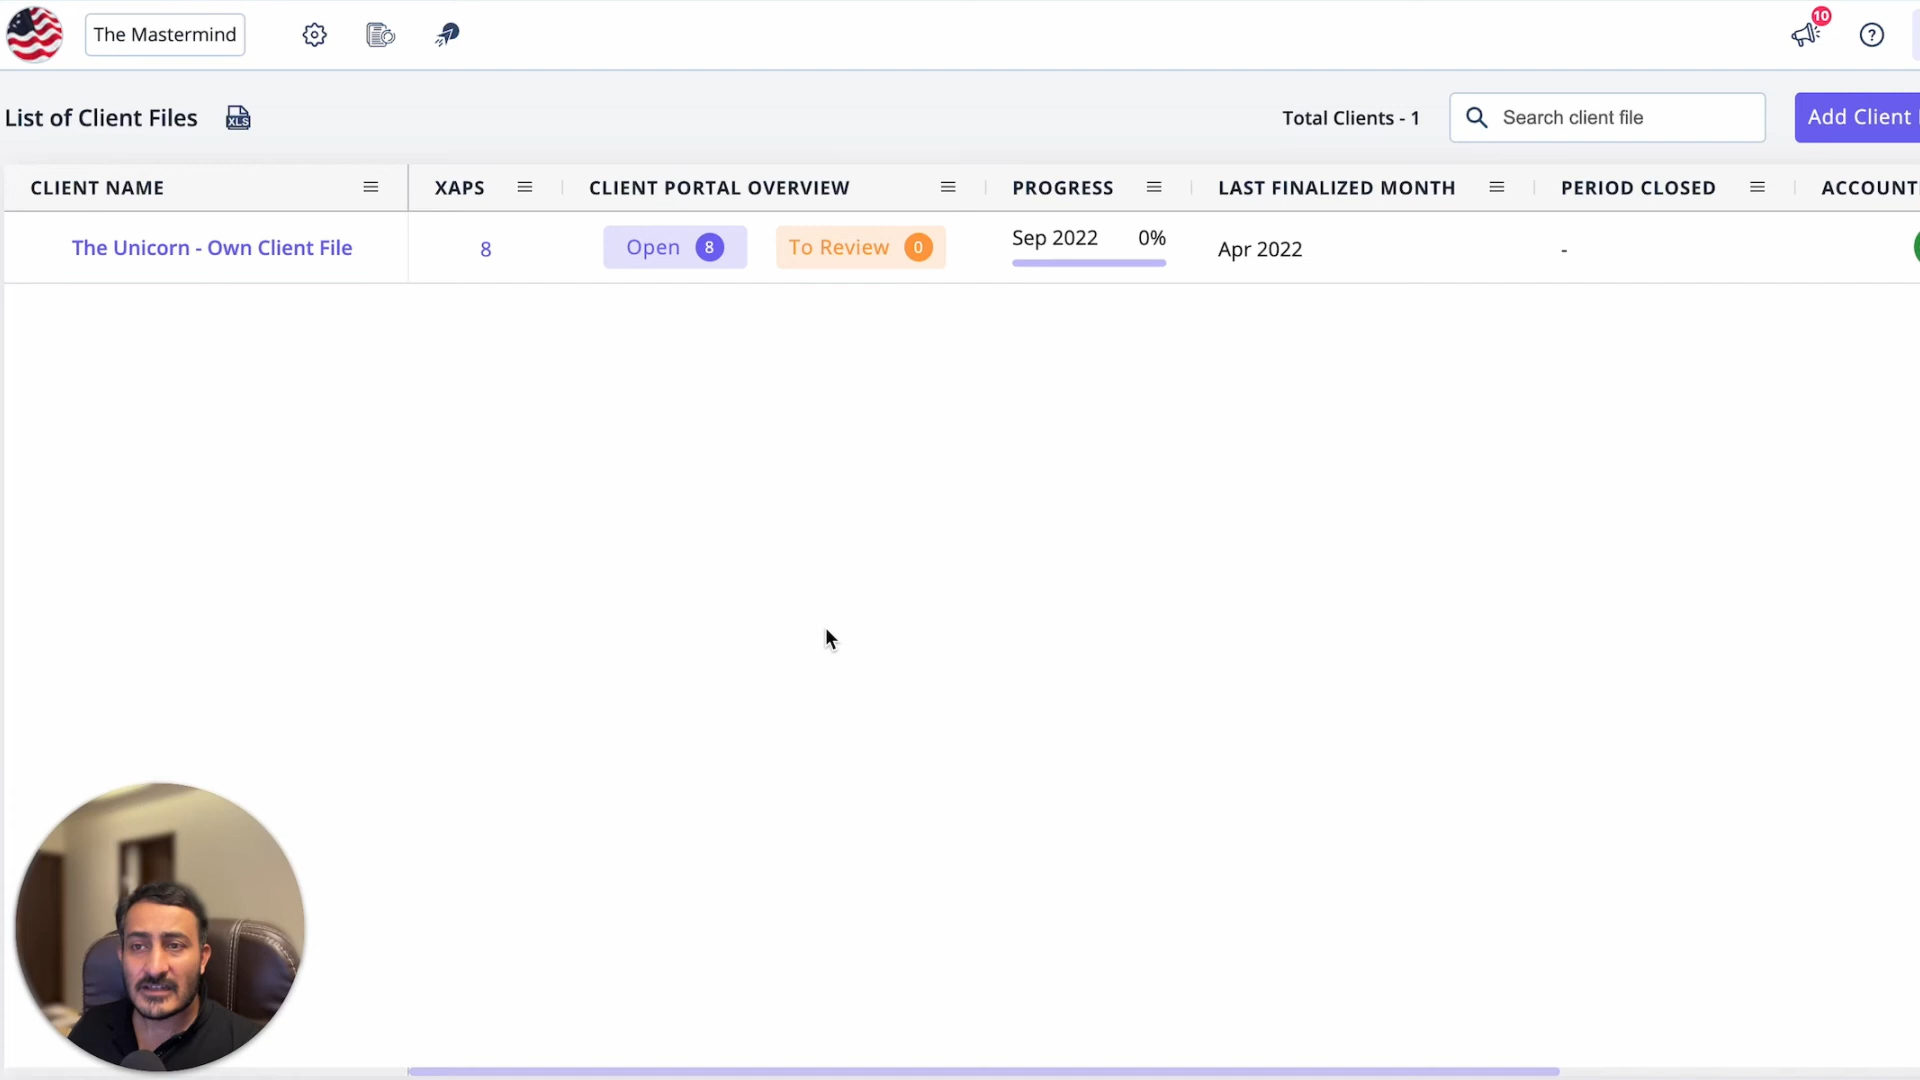 The Mastermind
10
?
List of Client Files
XLS
Total Clients - 1
Search client file
Add Client
CLIENT NAME
XAPS
CLIENT PORTAL OVERVIEW
PROGRESS
LAST FINALIZED MONTH
PERIOD CLOSED
ACCOUNT
The Unicorn - Own Client File
8
Open 8
To Review 0
Sep 2022 0%
Apr 2022
-